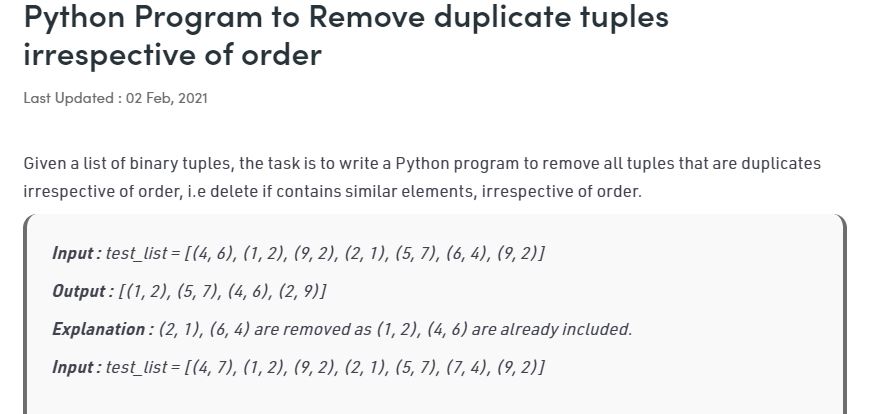 Python Program to Remove duplicate tuples
irrespective of order
Last Updated : 02 Feb, 2021
Given a list of binary tuples, the task is to write a Python program to remove all tuples that are duplicates
irrespective of order, i.e delete if contains similar elements, irrespective of order.
Input : test_list = [(4, 6), (1, 2), (9, 2), (2, 1), (5, 7), (6, 4), (9, 2)]
Output : [(1, 2), (5, 7), (4, 6), (2, 9)]
Explanation : (2, 1), (6, 4) are removed as (1, 2), (4, 6) are already included.
Input : test_list = [(4, 7), (1, 2), (9, 2), (2, 1), (5, 7), (7, 4), (9, 2)]